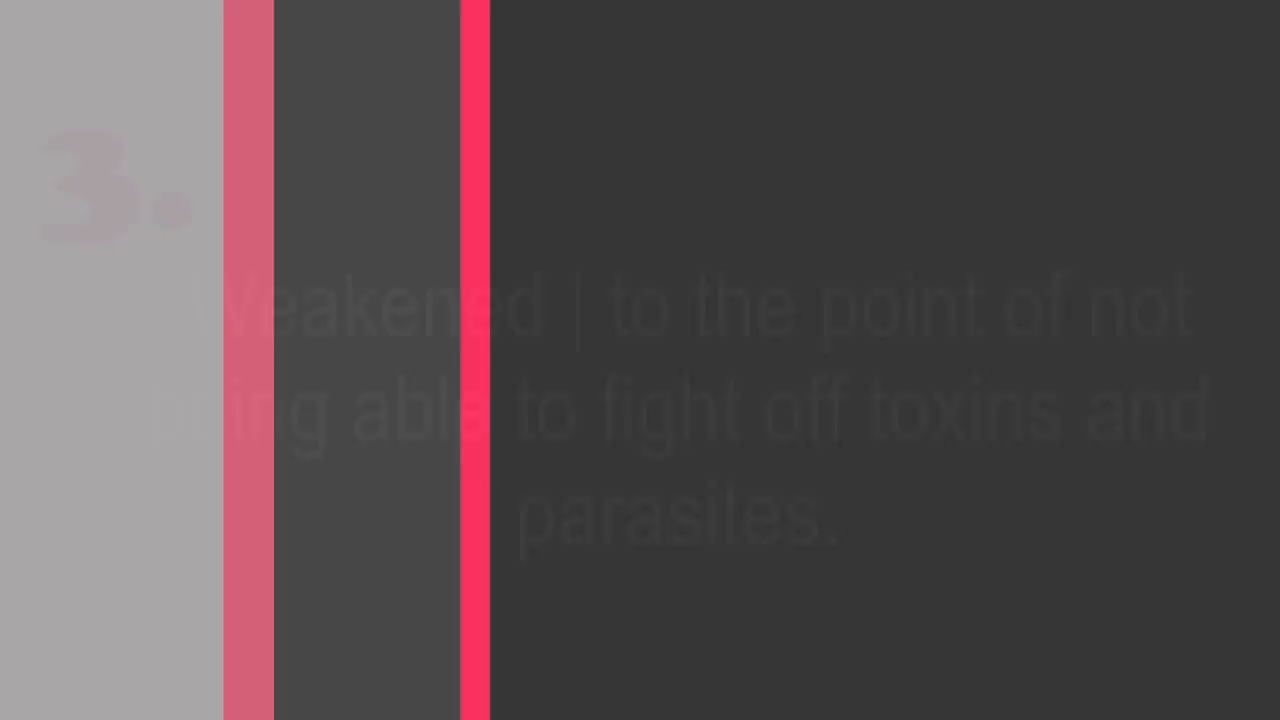 3.
Weakened | to the point of not
being able to fight off toxins and
parasites.